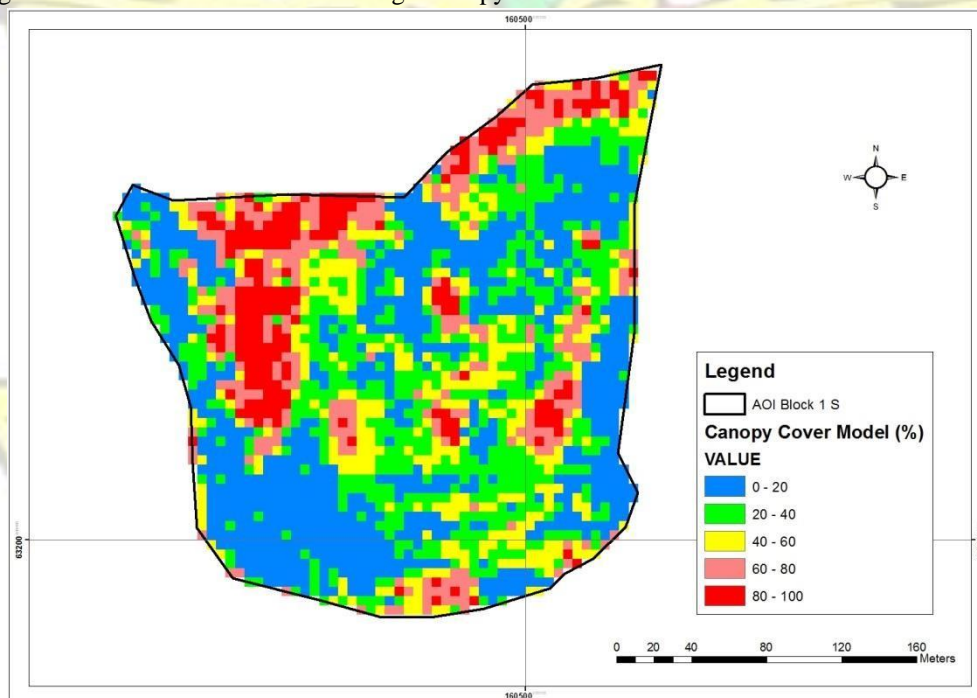 160500
N
W E
S
63200
Legend
AOI Block 1 S
Canopy Cover Model (%)
VALUE
0 - 20
20 - 40
40 - 60
60 - 80
80 - 100
0 20 40 80 120 160
Meters
160500